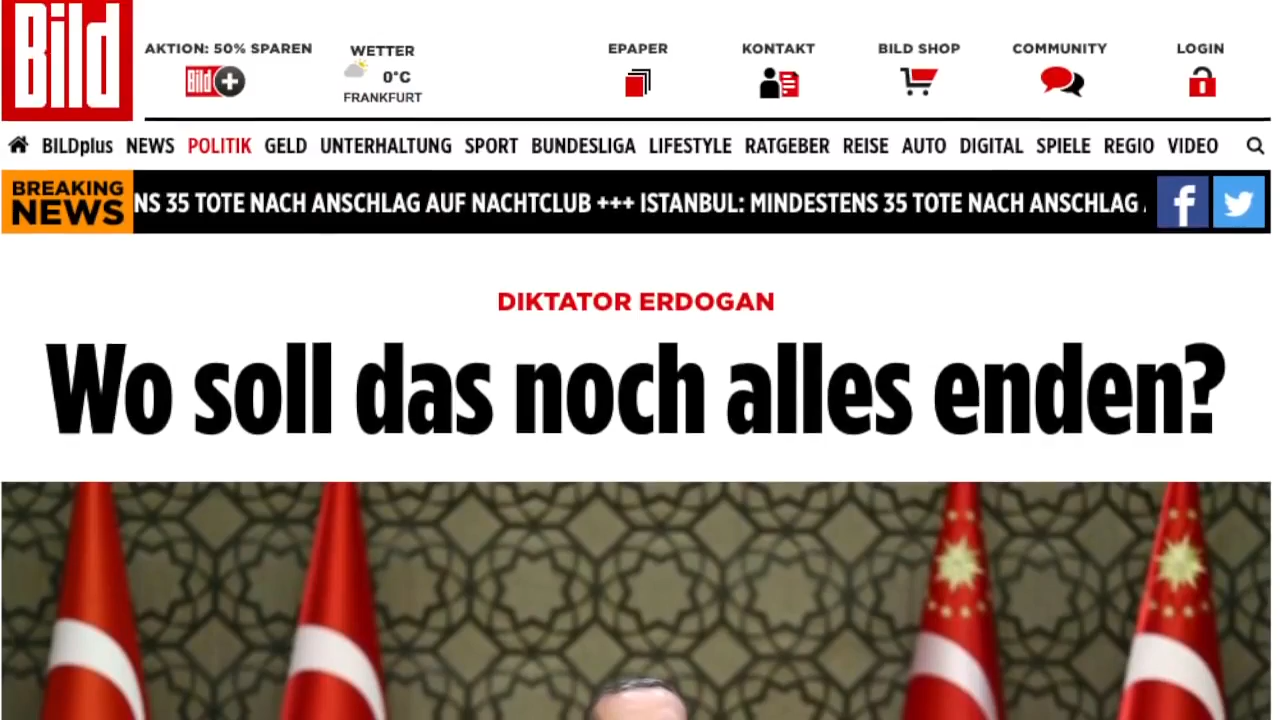 Bild
AKTION: 50% SPAREN
Bild+
WETTER
0°C
FRANKFURT
EPAPER
KONTAKT
BILD SHOP
COMMUNITY
LOGIN
BILDplus NEWS POLITIK GELD UNTERHALTUNG SPORT BUNDESLIGA LIFESTYLE RATGEBER REISE AUTO DIGITAL SPIELE REGIO VIDEO
BREAKING
NEWS
NS 35 TOTE NACH ANSCHLAG AUF NACHTCLUB +++ ISTANBUL: MINDESTENS 35 TOTE NACH ANSCHLAG
DIKTATOR ERDOGAN
Wo soll das noch alles enden?